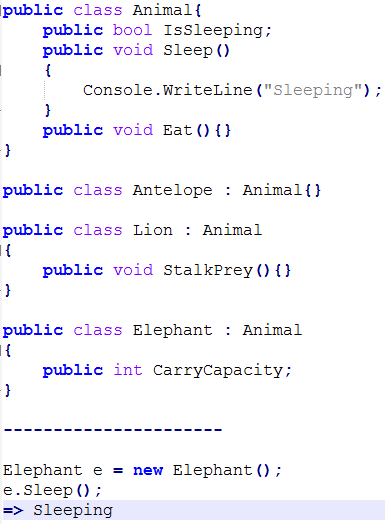 public class Animal{
    public bool IsSleeping;
    public void Sleep()
    {
        Console.WriteLine("Sleeping");
    }
    public void Eat(){}
}

public class Antelope : Animal{}

public class Lion : Animal
{
    public void StalkPrey(){}
}

public class Elephant : Animal
{
    public int CarryCapacity;
}

----------------------

Elephant e = new Elephant();
e.Sleep();
=> Sleeping